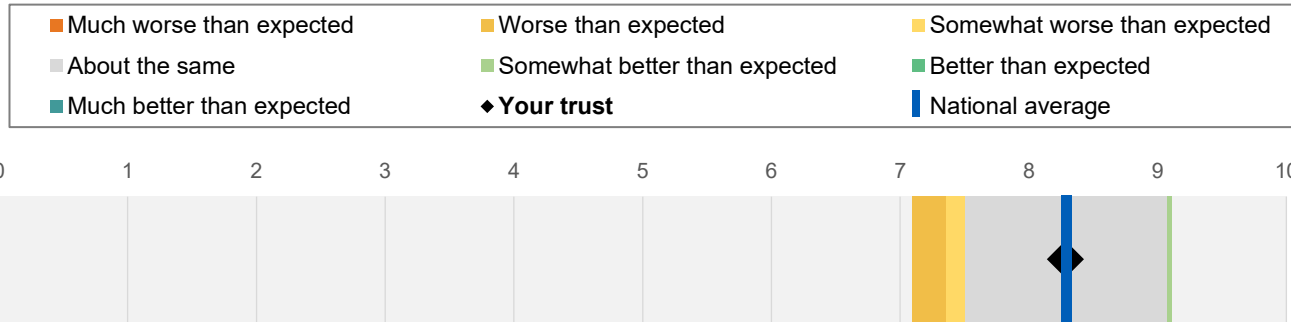 Much worse than expected Worse than expected Somewhat worse than expected
About the same Somewhat better than expected Better than expected
Much better than expected Your trust National average
0 1 2 3 4 5 6 7 8 9 10